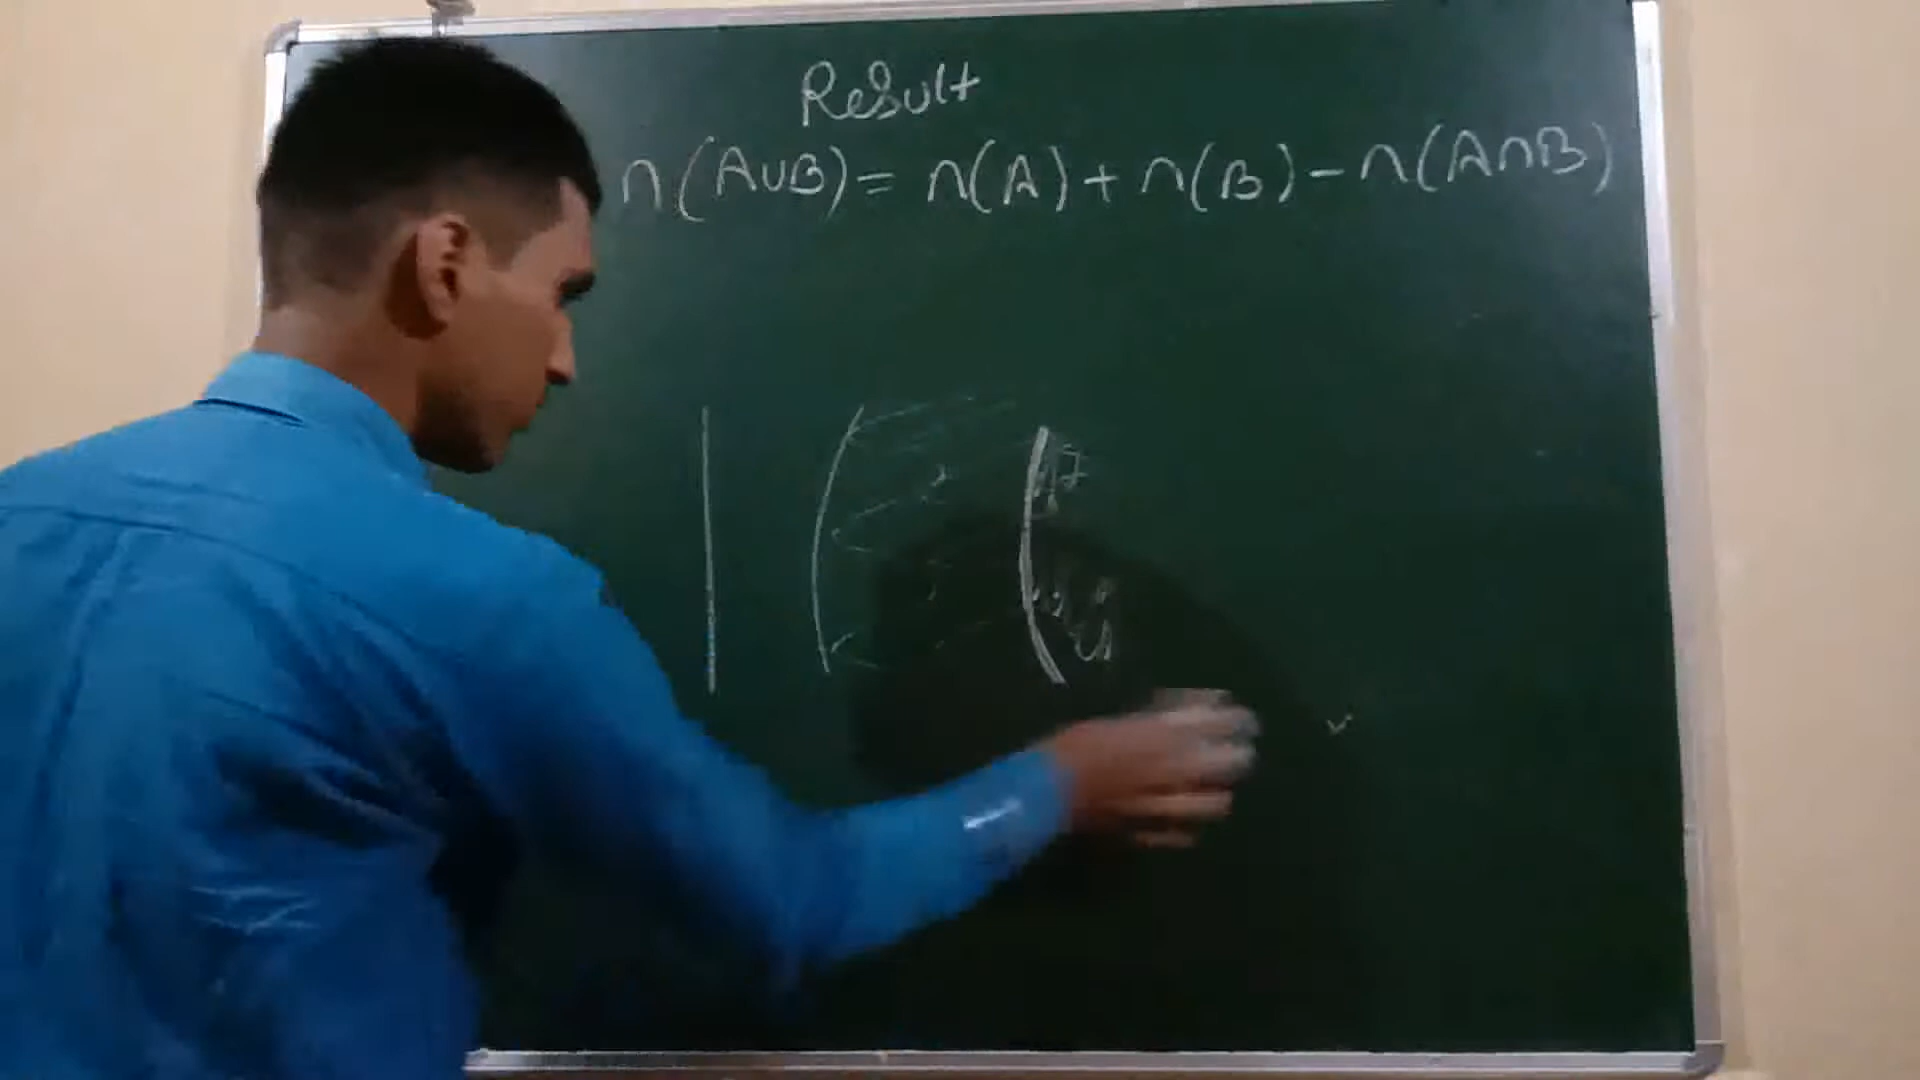 Result
n(A∪B) = n(A) + n(B) - n(A∩B)